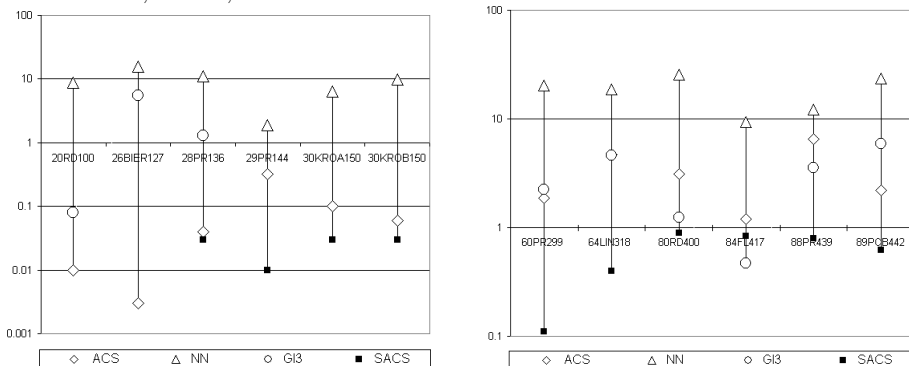 100
10
1
0.1
0.01
0.001
20RD100 26BIER127 28PR136 29PR144 30KROA150 30KROB150
ACS NN GI3 SACS
100
10
1
0.1
60PR299 64LIN318 80RD400 84FL417 88PR439 89PCB442
ACS NN GI3 SACS